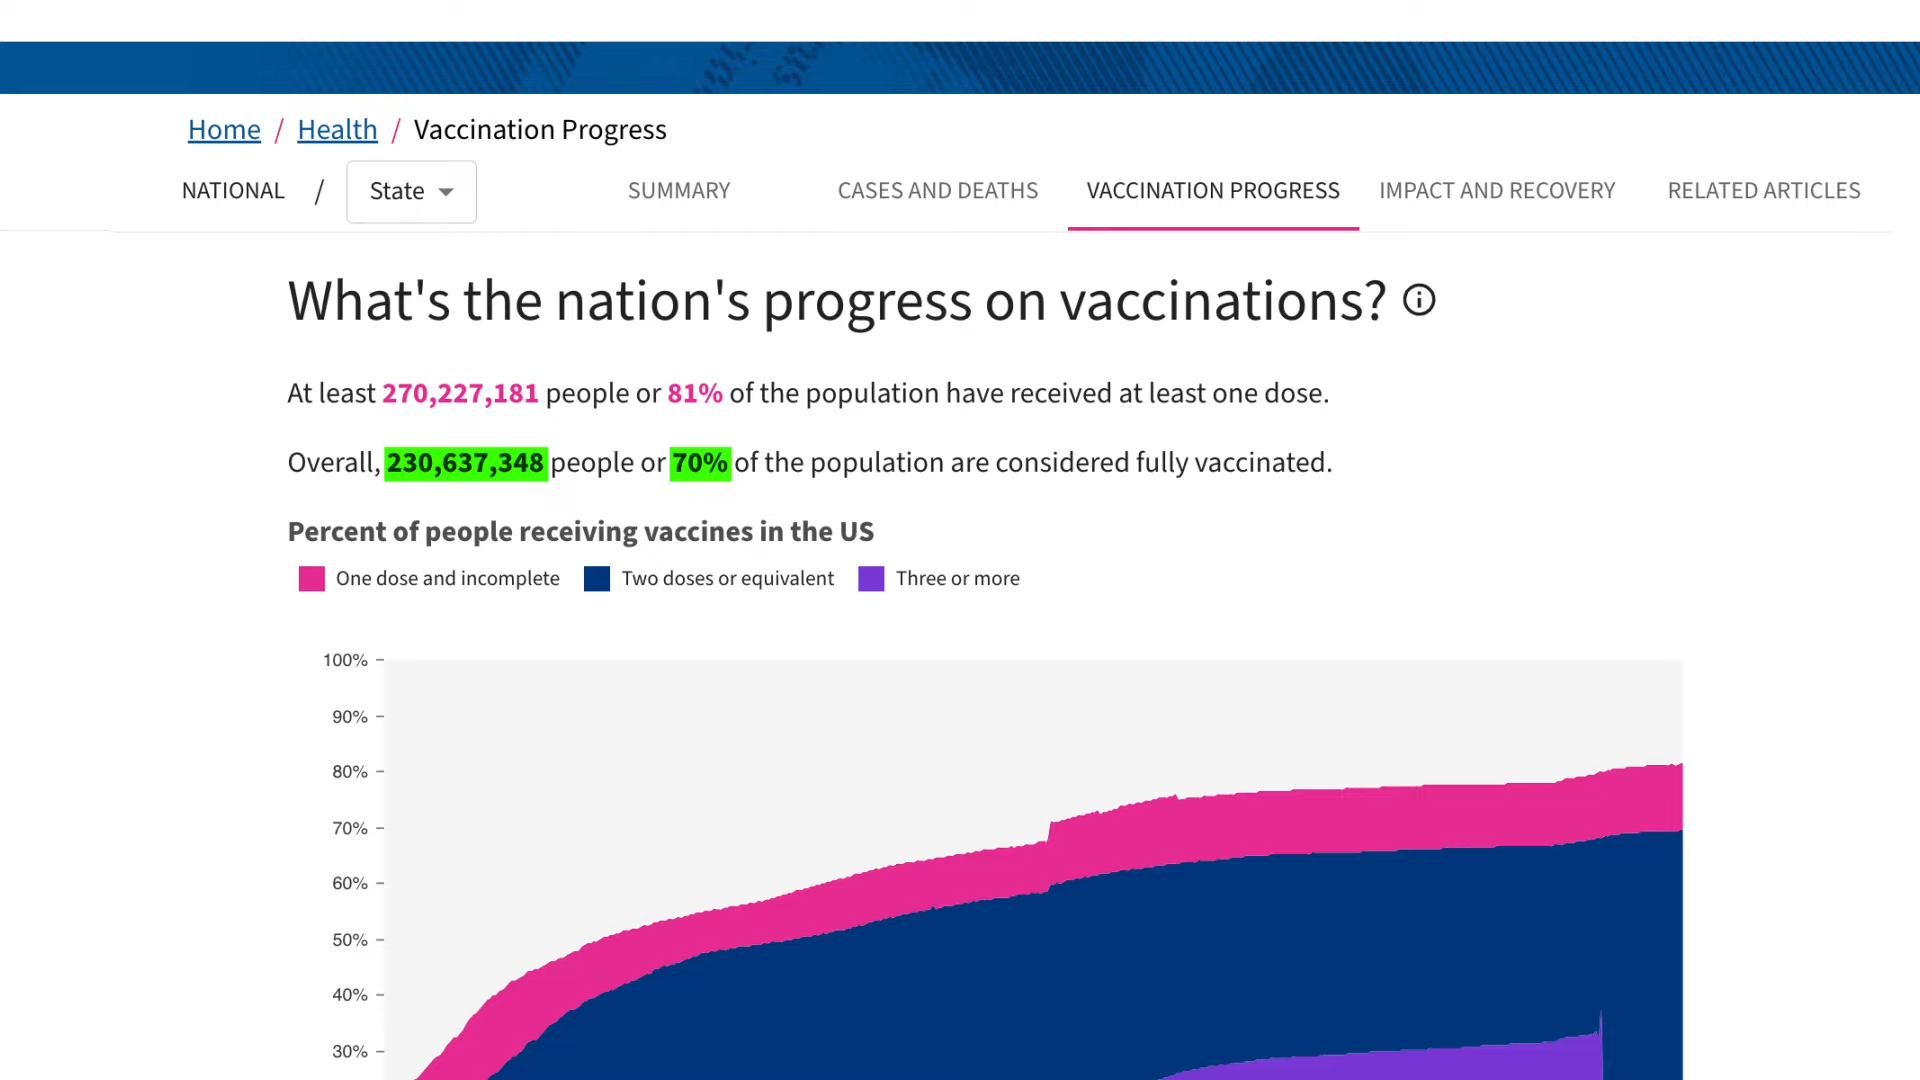 Home / Health / Vaccination Progress
NATIONAL / State SUMMARY CASES AND DEATHS VACCINATION PROGRESS IMPACT AND RECOVERY RELATED ARTICLES
What's the nation's progress on vaccinations?
At least 270,227,181 people or 81% of the population have received at least one dose.
Overall, 230,637,348 people or 70% of the population are considered fully vaccinated.
Percent of people receiving vaccines in the US
One dose and incomplete Two doses or equivalent Three or more
100%
90%
80%
70%
60%
50%
40%
30%